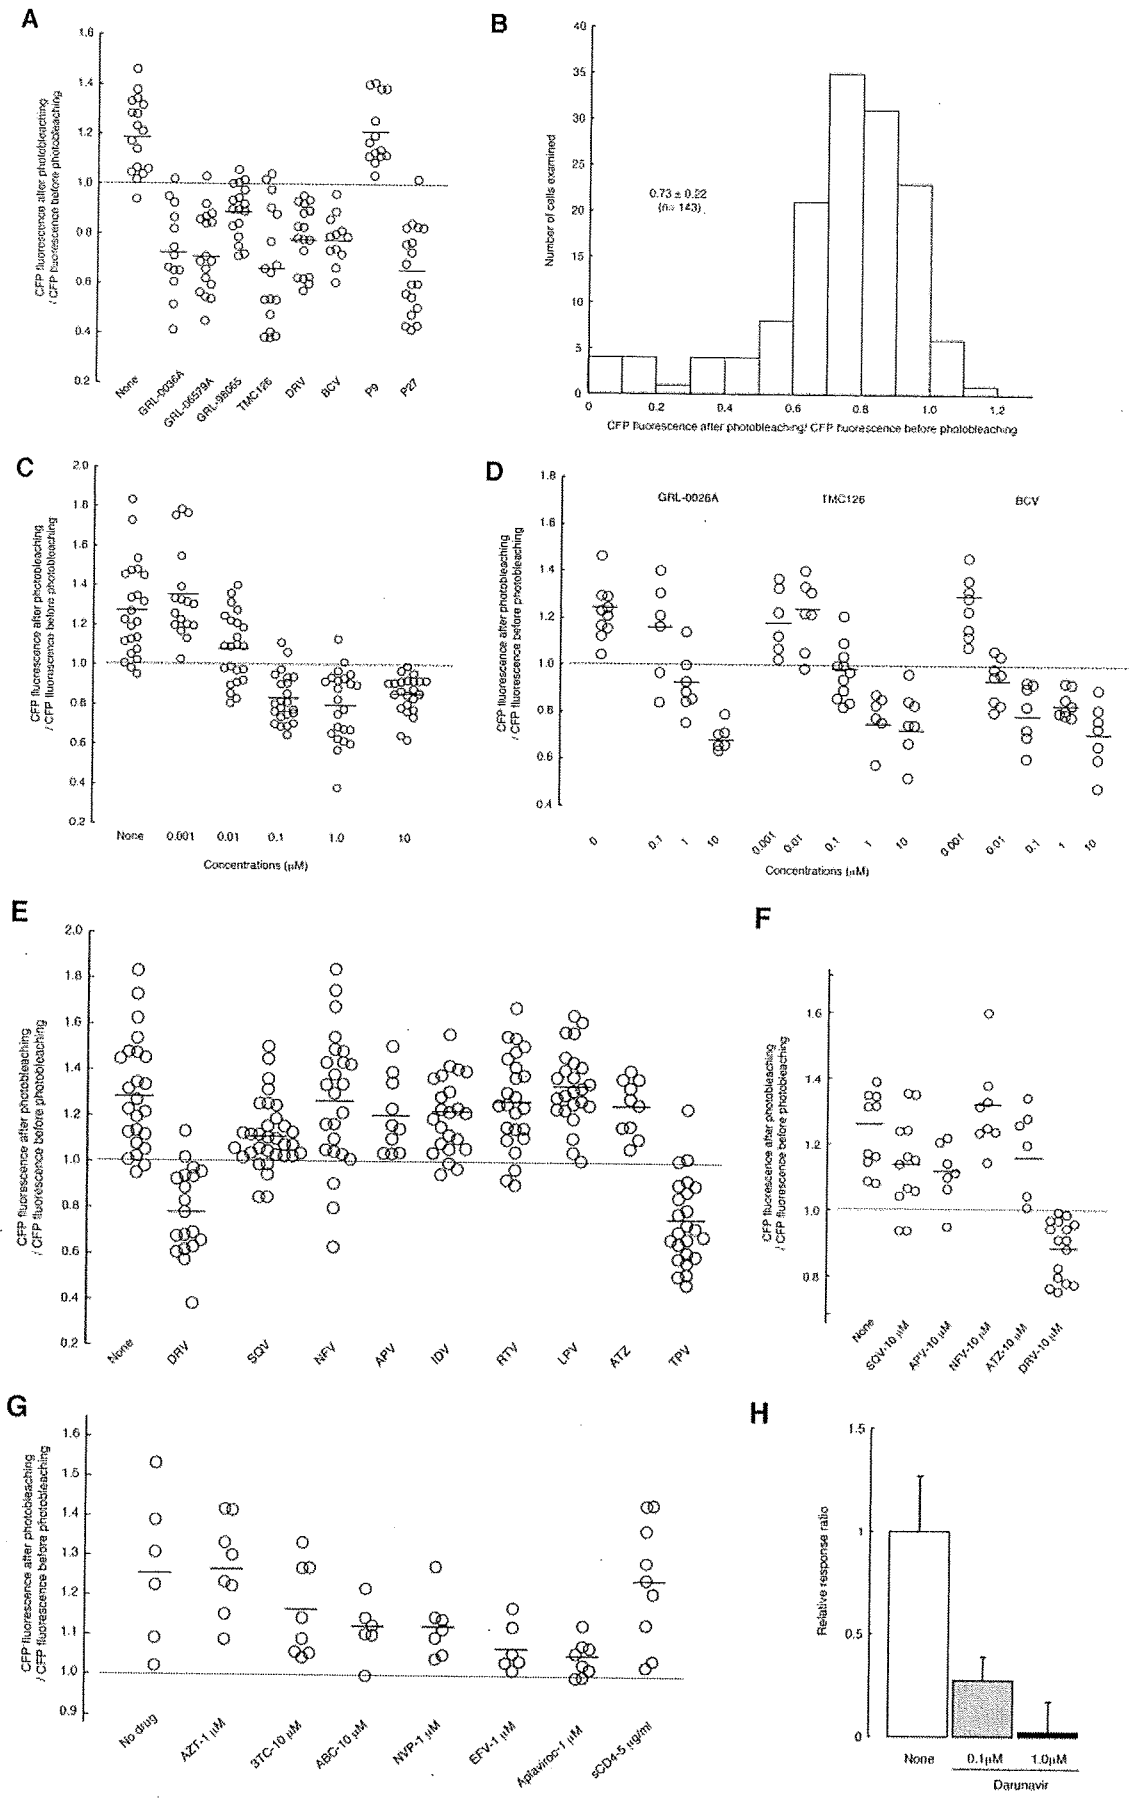 A
CFP fluorescence after photobleaching
/ CFP fluorescence before photobleaching
1.6
1.4
1.2
1.0
0.8
0.6
0.4
0.2
None
GRL-0036A
GRL-06579A
GRL-98065
TMC126
DRV
BCV
P9
P27
B
Number of cells examined
40
35
30
25
20
15
10
5
0
0.73 ± 0.22
(n= 143)
0
0.2
0.4
0.6
0.8
1.0
1.2
CFP fluorescence after photobleaching/ CFP fluorescence before photobleaching
C
CFP fluorescence after photobleaching
/ CFP fluorescence before photobleaching
2.0
1.8
1.6
1.4
1.2
1.0
0.8
0.6
0.4
0.2
None
0.001
0.01
0.1
1.0
10
Concentrations (μM)
D
CFP fluorescence after photobleaching
/ CFP fluorescence before photobleaching
1.8
1.6
1.4
1.2
1.0
0.8
0.6
0.4
GRL-0026A
TMC126
BCV
0
0.1
1
10
0.001
0.01
0.1
1
10
0.001
0.01
0.1
1
10
Concentrations (μM)
E
CFP fluorescence after photobleaching
/ CFP fluorescence before photobleaching
2.0
1.8
1.6
1.4
1.2
1.0
0.8
0.6
0.4
0.2
None
DRV
SQV
NFV
APV
IDV
RTV
LPV
ATZ
TPV
F
CFP fluorescence after photobleaching
/ CFP fluorescence before photobleaching
1.6
1.4
1.2
1.0
0.8
None
SQV-10 μM
APV-10 μM
NFV-10 μM
ATZ-10 μM
DRV-10 μM
G
CFP fluorescence after photobleaching
/ CFP fluorescence before photobleaching
1.6
1.5
1.4
1.3
1.2
1.1
1.0
0.9
No drug
AZT-1 μM
3TC-10 μM
ABC-10 μM
NVP-1 μM
EFV-1 μM
Aplaviroc-1 μM
sCD4-5 μg/ml
H
Relative response ratio
1.5
1
0.5
0
None
0.1μM
1.0μM
Darunavir